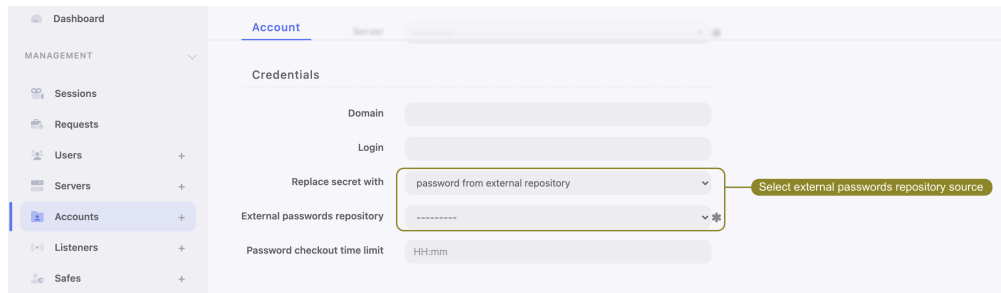 Dashboard
Account
Server
MANAGEMENT
Credentials
Sessions
Domain
Requests
Login
Users +
Replace secret with password from external repository
Select external passwords repository source
Servers +
Accounts +
External passwords repository --------- ✱
Listeners +
Password checkout time limit HH:mm
Safes +